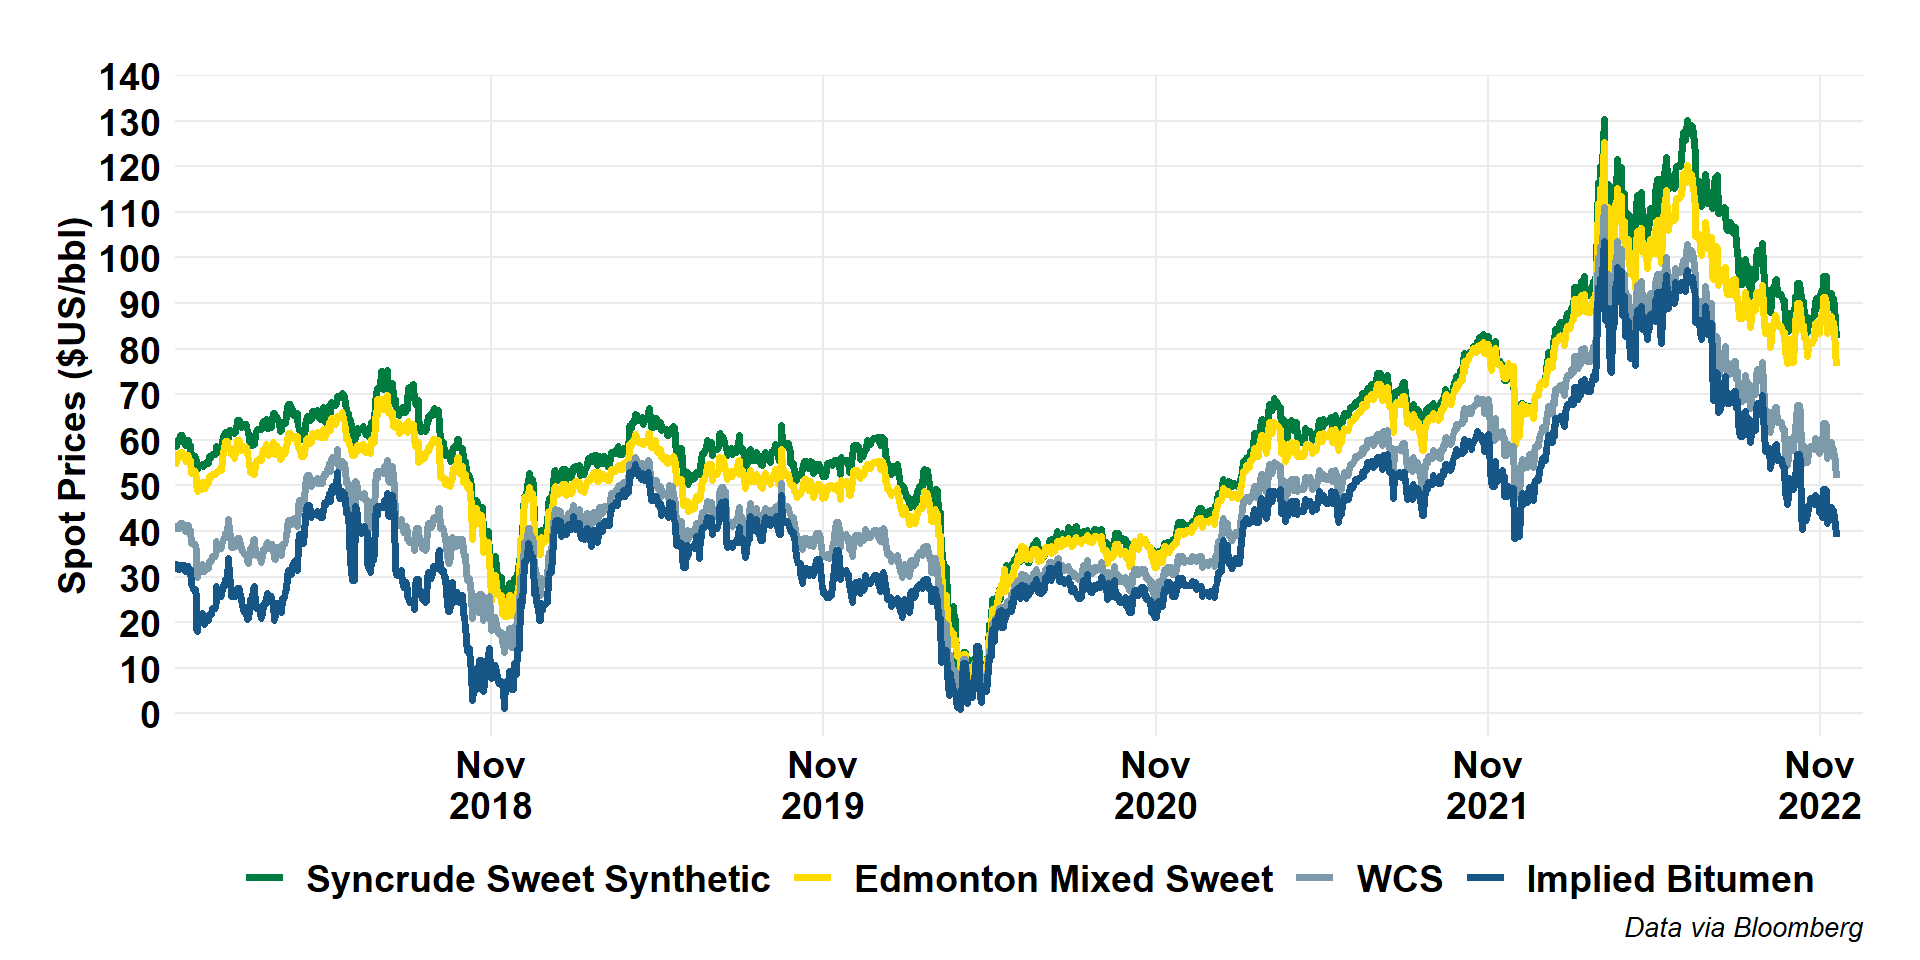 Spot Prices ($US/bbl)
140
130
120
110
100
90
80
70
60
50
40
30
20
10
0
Nov 2018
Nov 2019
Nov 2020
Nov 2021
Nov 2022
Syncrude Sweet Synthetic
Edmonton Mixed Sweet
WCS
Implied Bitumen
Data via Bloomberg